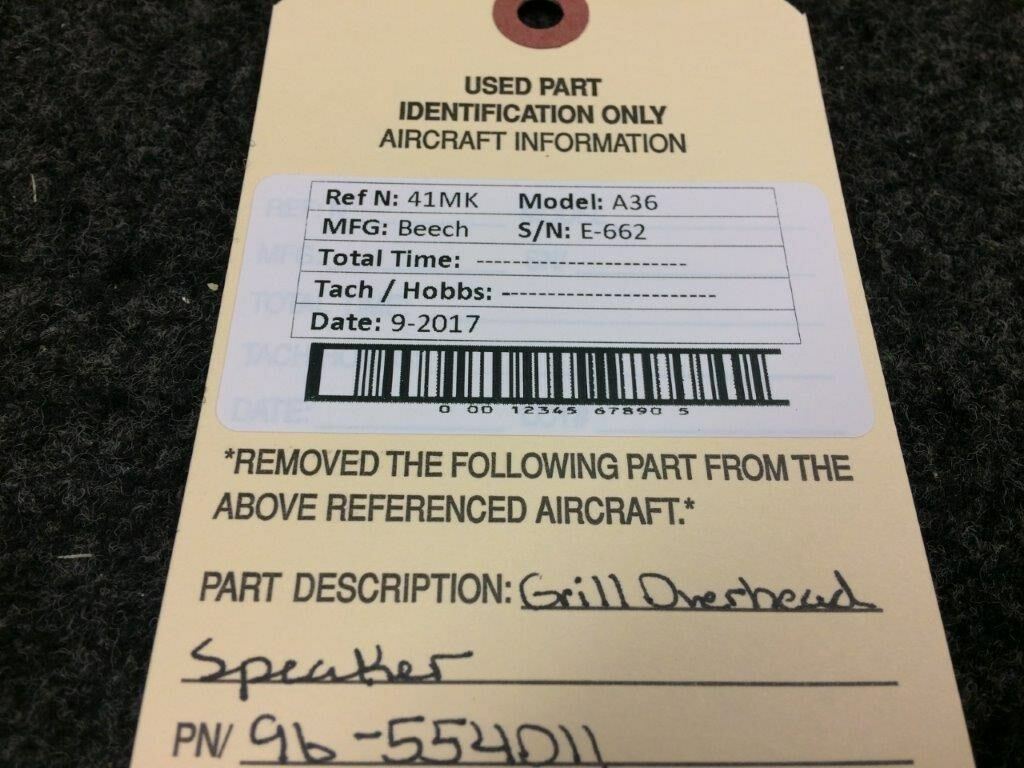 USED PART
IDENTIFICATION ONLY
AIRCRAFT INFORMATION
Ref N: 41MK Model: A36
MFG: Beech S/N: E-662
Total Time: -------------------------
Tach / Hobbs: -------------------------
Date: 9-2017
0 00 12345 67890 5
*REMOVED THE FOLLOWING PART FROM THE
ABOVE REFERENCED AIRCRAFT.*
PART DESCRIPTION: Grill Overhead
Speaker
PN/ 96-554011